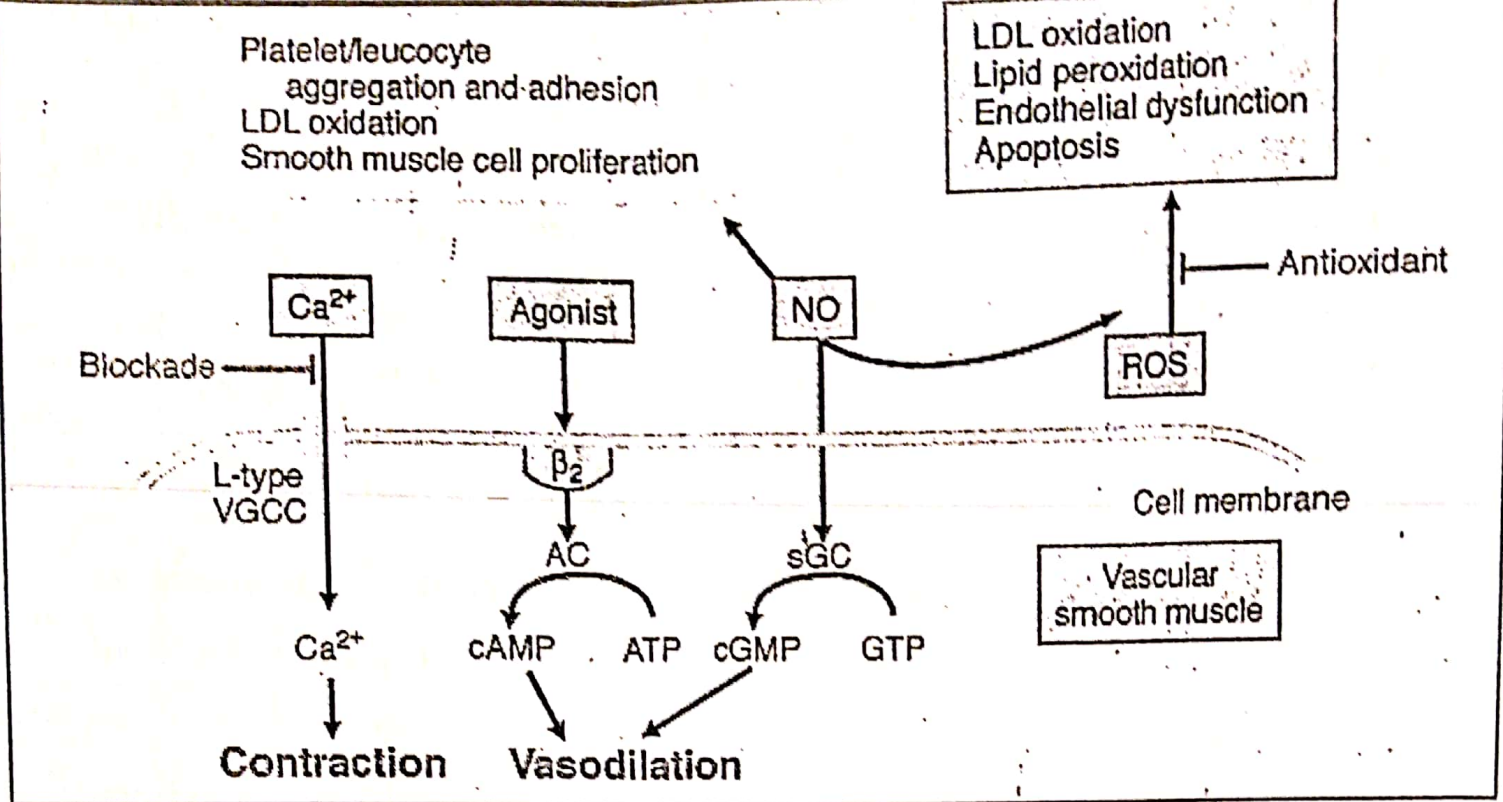 Platelet/leucocyte
aggregation and adhesion
LDL oxidation
Smooth muscle cell proliferation
LDL oxidation
Lipid peroxidation
Endothelial dysfunction
Apoptosis
Antioxidant
Ca2+
Agonist
NO
ROS
Blockade
β2
L-type
VGCC
Cell membrane
AC
sGC
Vascular
smooth muscle
Ca2+
cAMP
ATP
cGMP
GTP
Contraction
Vasodilation